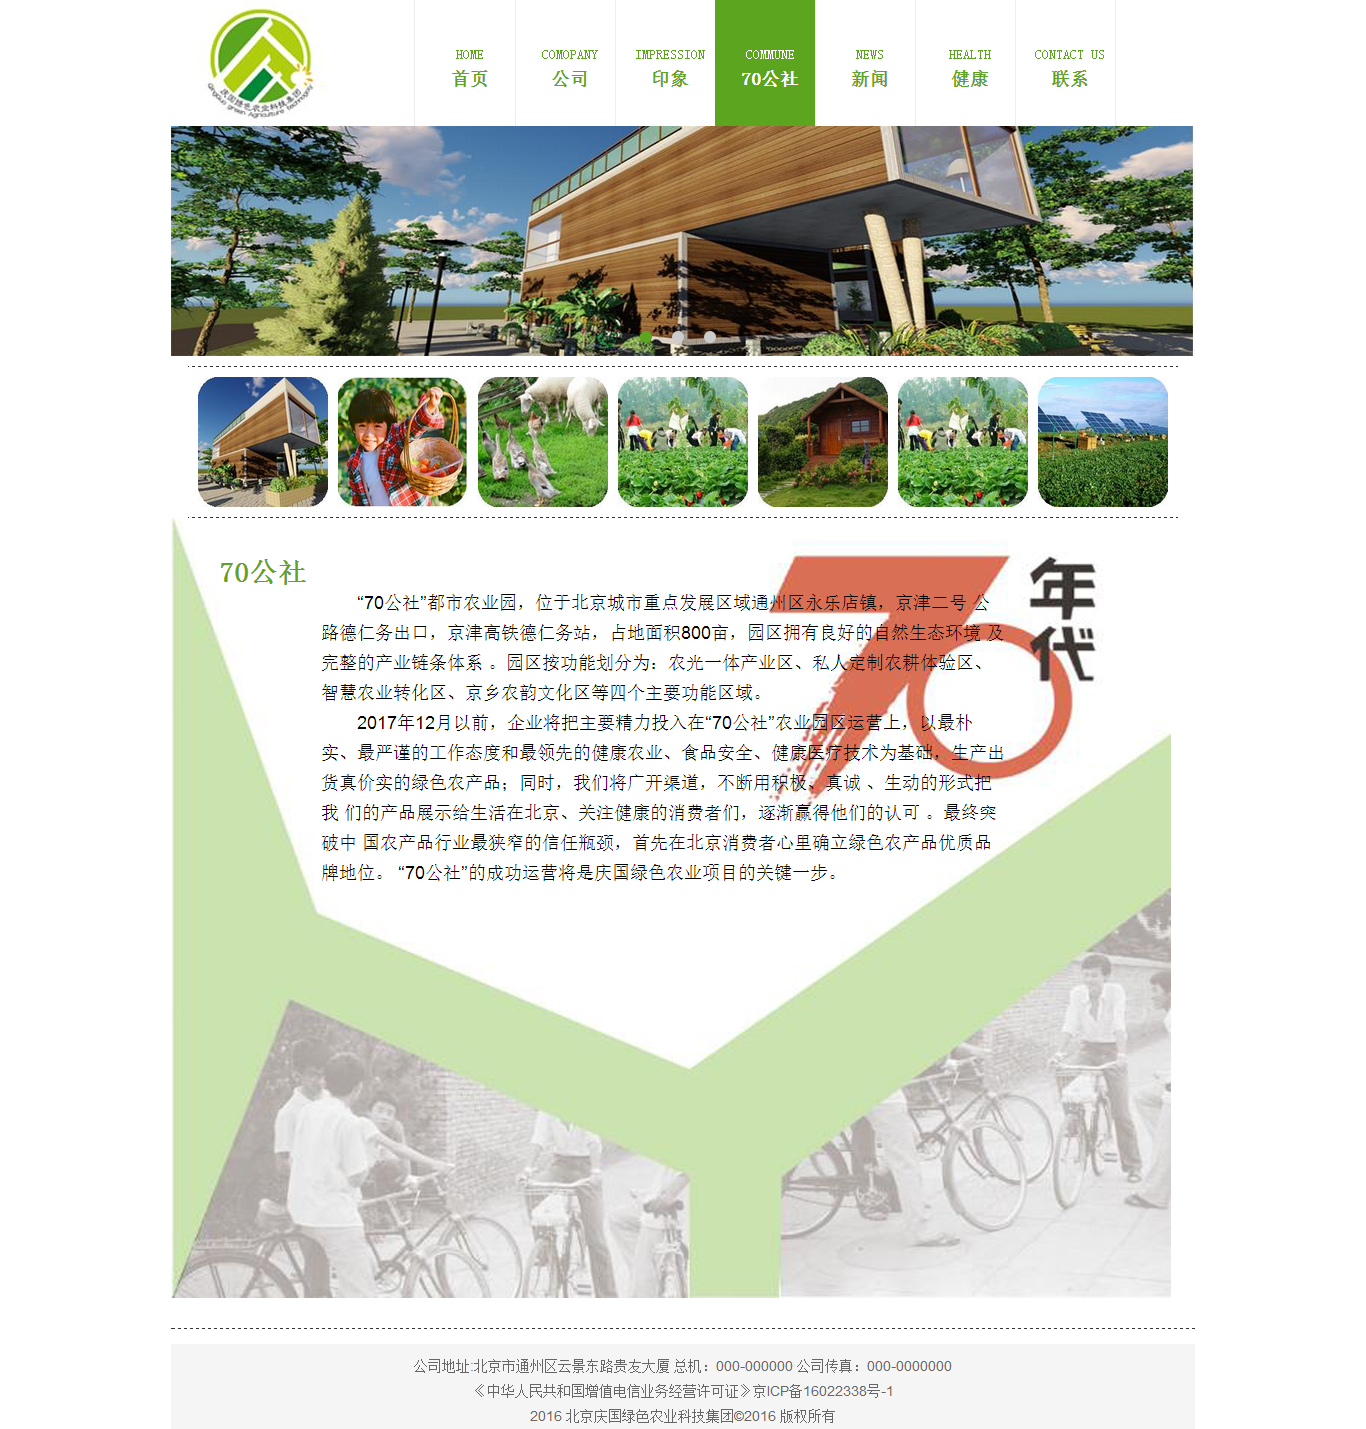 庆国绿色农业科技集团
Qingguo green Agriculture technology
HOME COMOPANY IMPRESSION COMMUNE NEWS HEALTH CONTACT US
首页 公司 印象 70公社 新闻 健康 联系
70公社
70
年代
“70公社”都市农业园，位于北京城市重点发展区域通州区永乐店镇，京津二号 公
路德仁务出口，京津高铁德仁务站，占地面积800亩，园区拥有良好的自然生态环境 及
完整的产业链条体系 。园区按功能划分为：农光一体产业区、私人定制农耕体验区、
智慧农业转化区、京乡农韵文化区等四个主要功能区域。
2017年12月以前，企业将把主要精力投入在“70公社”农业园区运营上，以最朴
实、最严谨的工作态度和最领先的健康农业、食品安全、健康医疗技术为基础，生产出
货真价实的绿色农产品；同时，我们将广开渠道，不断用积极、真诚 、生动的形式把
我 们的产品展示给生活在北京、关注健康的消费者们，逐渐赢得他们的认可 。最终突
破中 国农产品行业最狭窄的信任瓶颈，首先在北京消费者心里确立绿色农产品优质品
牌地位。 “70公社”的成功运营将是庆国绿色农业项目的关键一步。
公司地址:北京市通州区云景东路贵友大厦 总机：000-000000 公司传真：000-0000000
《中华人民共和国增值电信业务经营许可证》京ICP备16022338号-1
2016 北京庆国绿色农业科技集团©2016 版权所有